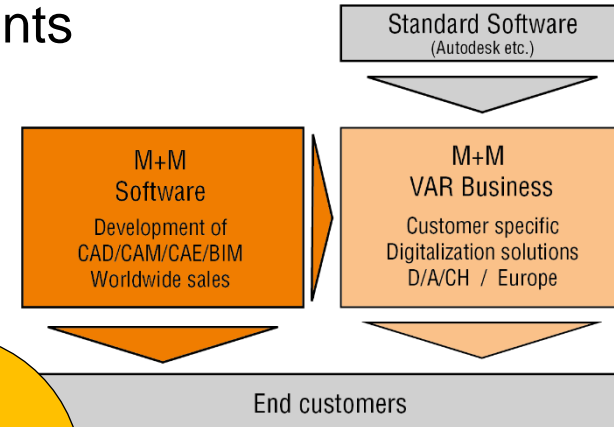 nts
Standard Software
(Autodesk etc.)
M+M
Software
Development of
CAD/CAM/CAE/BIM
Worldwide sales
M+M
VAR Business
Customer specific
Digitalization solutions
D/A/CH / Europe
End customers